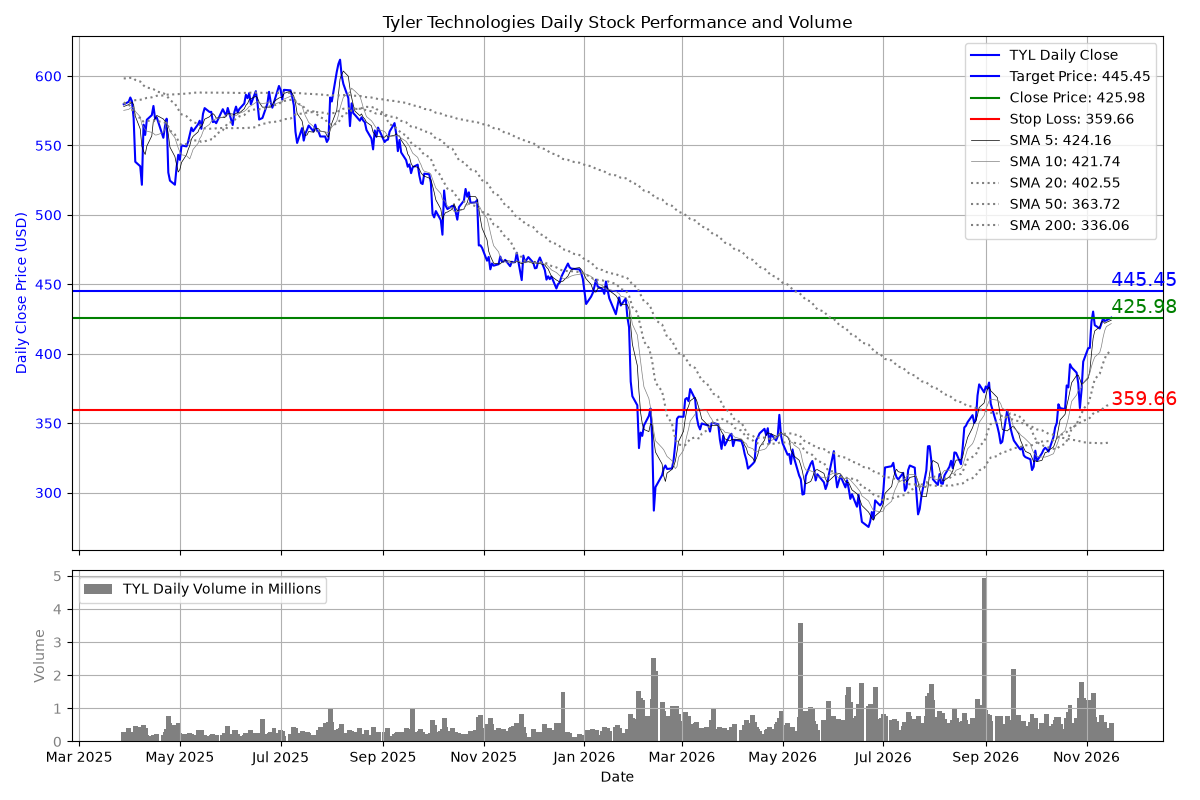 Tyler Technologies Daily Stock Performance and Volume
Daily Close Price (USD)
600
550
500
450
400
350
300
TYL Daily Close
Target Price: 445.45
Close Price: 425.98
Stop Loss: 359.66
SMA 5: 424.16
SMA 10: 421.74
SMA 20: 402.55
SMA 50: 363.72
SMA 200: 336.06
445.45
425.98
359.66
Volume
5
4
3
2
1
0
TYL Daily Volume in Millions
Mar 2025
May 2025
Jul 2025
Sep 2025
Nov 2025
Jan 2026
Mar 2026
May 2026
Jul 2026
Sep 2026
Nov 2026
Date